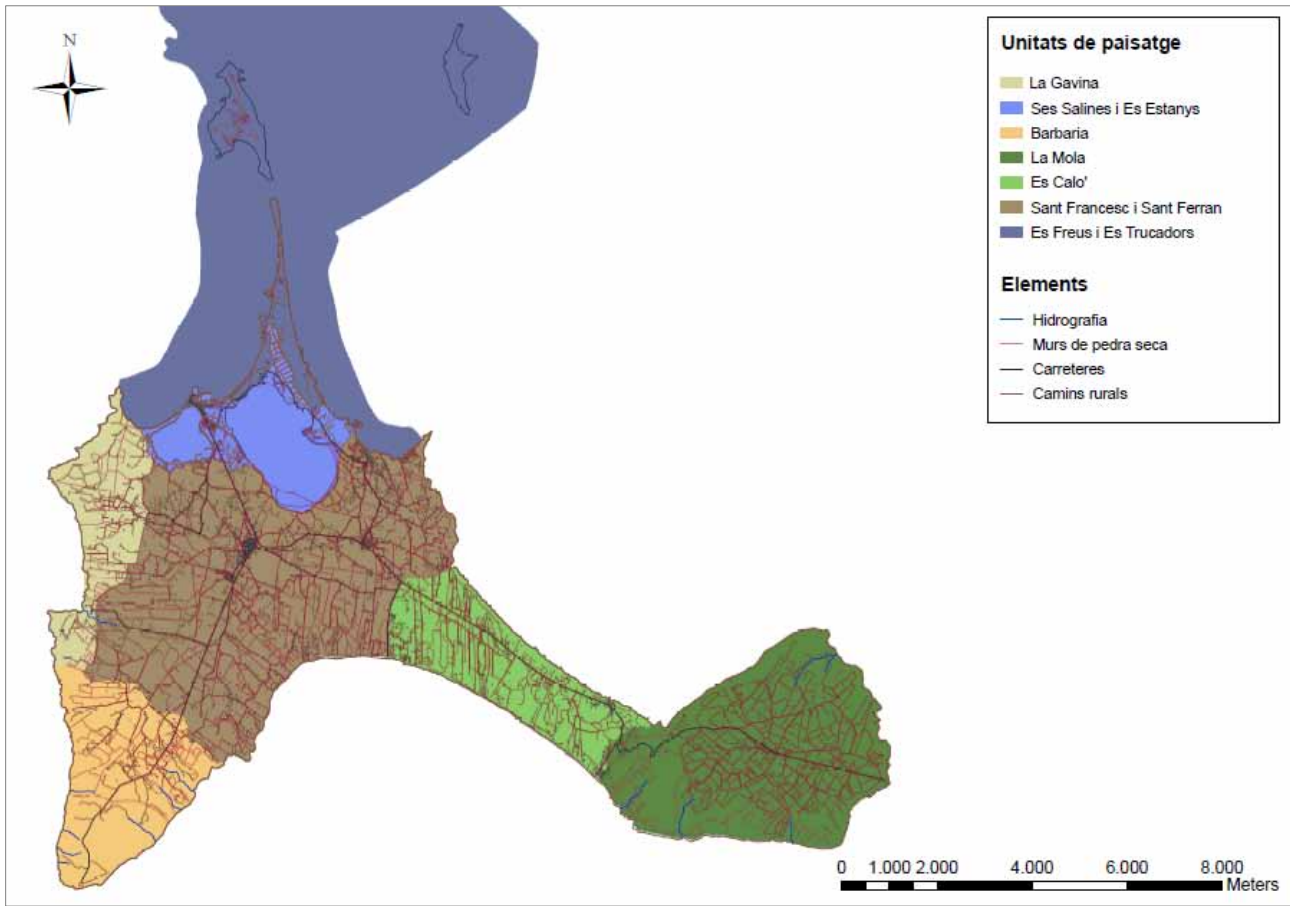 N
Unitats de paisatge
La Gavina
Ses Salines i Es Estanys
Barbaria
La Mola
Es Calo'
Sant Francesc i Sant Ferran
Es Freus i Es Trucadors
Elements
Hidrografia
Murs de pedra seca
Carreteres
Camins rurals
0 1.000 2.000 4.000 6.000 8.000
Meters